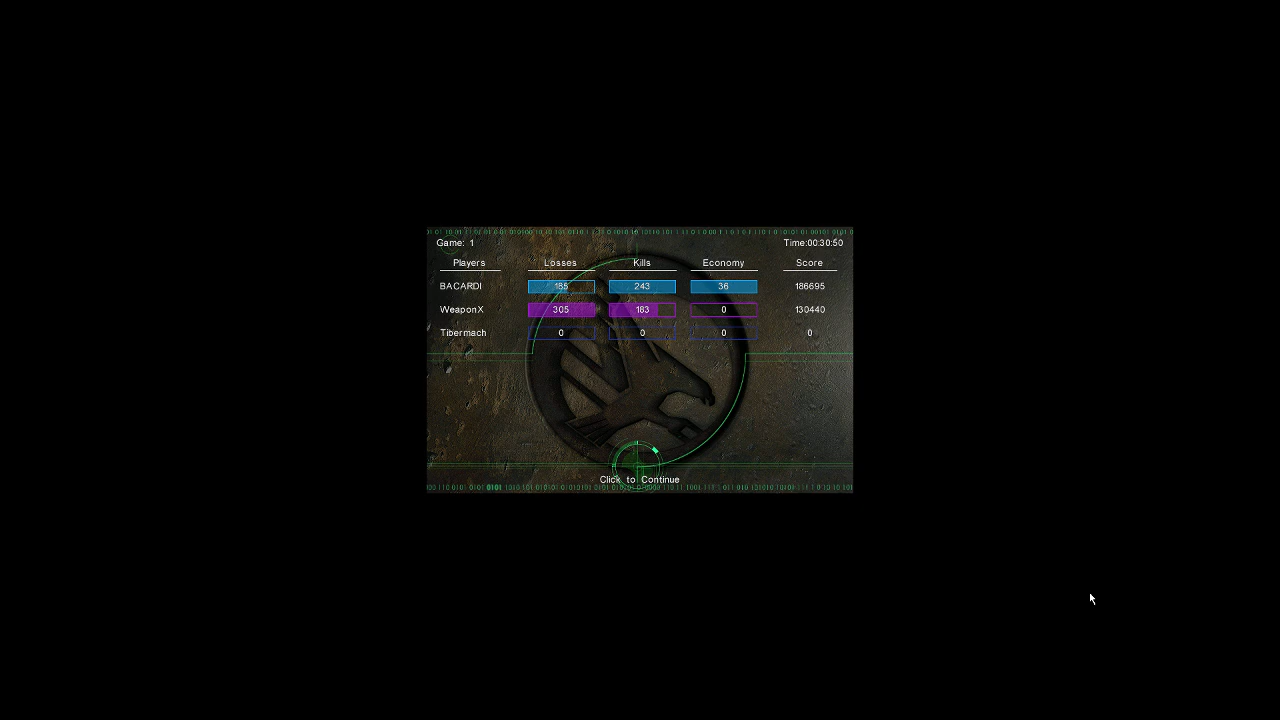 Game: 1 Time:00:30:50
Players Losses Kills Economy Score
BACARDI 185 243 36 186695
WeaponX 305 183 0 130440
Tibermach 0 0 0 0
Click to Continue